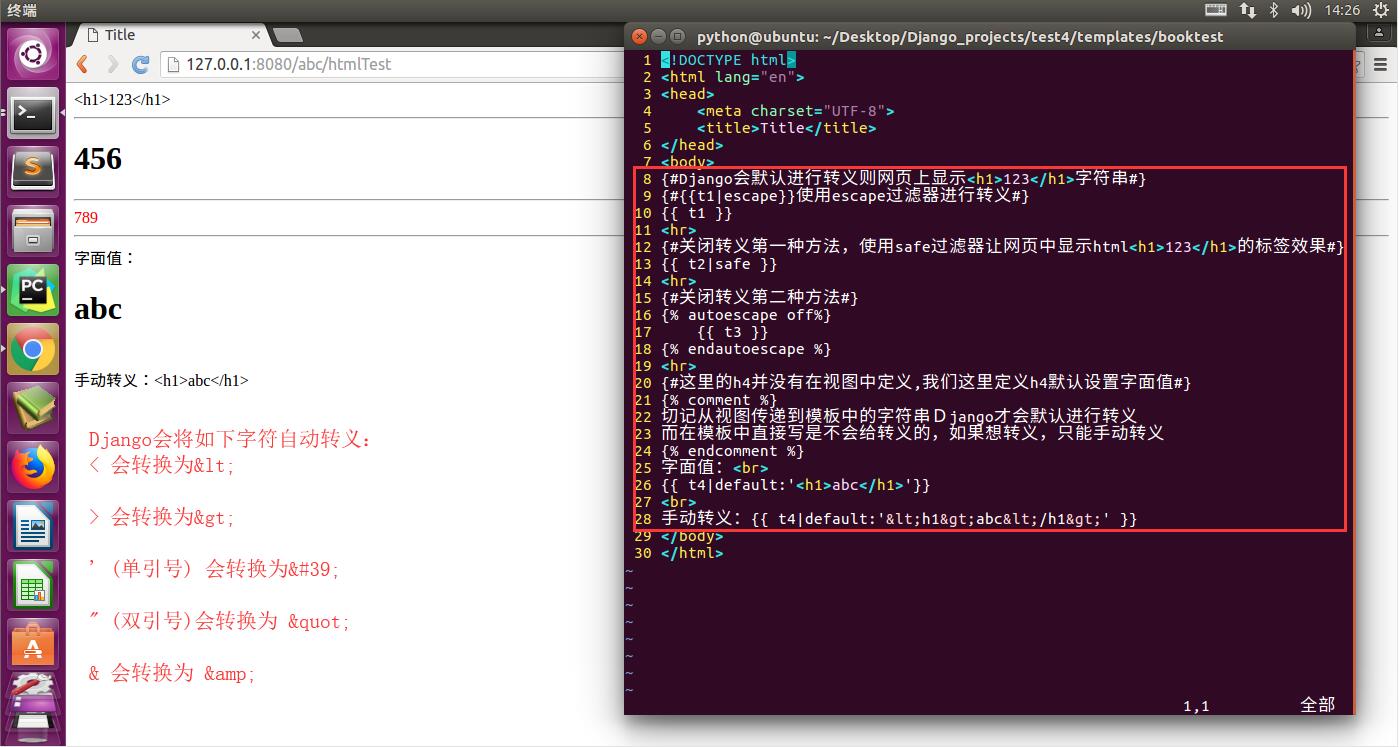 终端
14:26
Title
127.0.0.1:8080/abc/htmlTest
<h1>123</h1>
456
789
字面值：
abc
手动转义：<h1>abc</h1>
Django会将如下字符自动转义：
< 会转换为&lt;
> 会转换为&gt;
' (单引号) 会转换为&#39;
" (双引号)会转换为 &quot;
& 会转换为 &amp;
python@ubuntu: ~/Desktop/Django_projects/test4/templates/booktest
1 <!DOCTYPE html>
2 <html lang="en">
3 <head>
4     <meta charset="UTF-8">
5     <title>Title</title>
6 </head>
7 <body>
8 {#Django会默认进行转义则网页上显示<h1>123</h1>字符串#}
9 {#{{t1|escape}}使用escape过滤器进行转义#}
10 {{ t1 }}
11 <hr>
12 {#关闭转义第一种方法，使用safe过滤器让网页中显示html<h1>123</h1>的标签效果#}
13 {{ t2|safe }}
14 <hr>
15 {#关闭转义第二种方法#}
16 {% autoescape off%}
17     {{ t3 }}
18 {% endautoescape %}
19 <hr>
20 {#这里的h4并没有在视图中定义,我们这里定义h4默认设置字面值#}
21 {% comment %}
22 切记从视图传递到模板中的字符串Ｄjango才会默认进行转义
23 而在模板中直接写是不会给转义的，如果想转义，只能手动转义
24 {% endcomment %}
25 字面值：<br>
26 {{ t4|default:'<h1>abc</h1>'}}
27 <br>
28 手动转义：{{ t4|default:'&lt;h1&gt;abc&lt;/h1&gt;' }}
29 </body>
30 </html>
~
~
~
~
~
~
~
~
1,1 全部